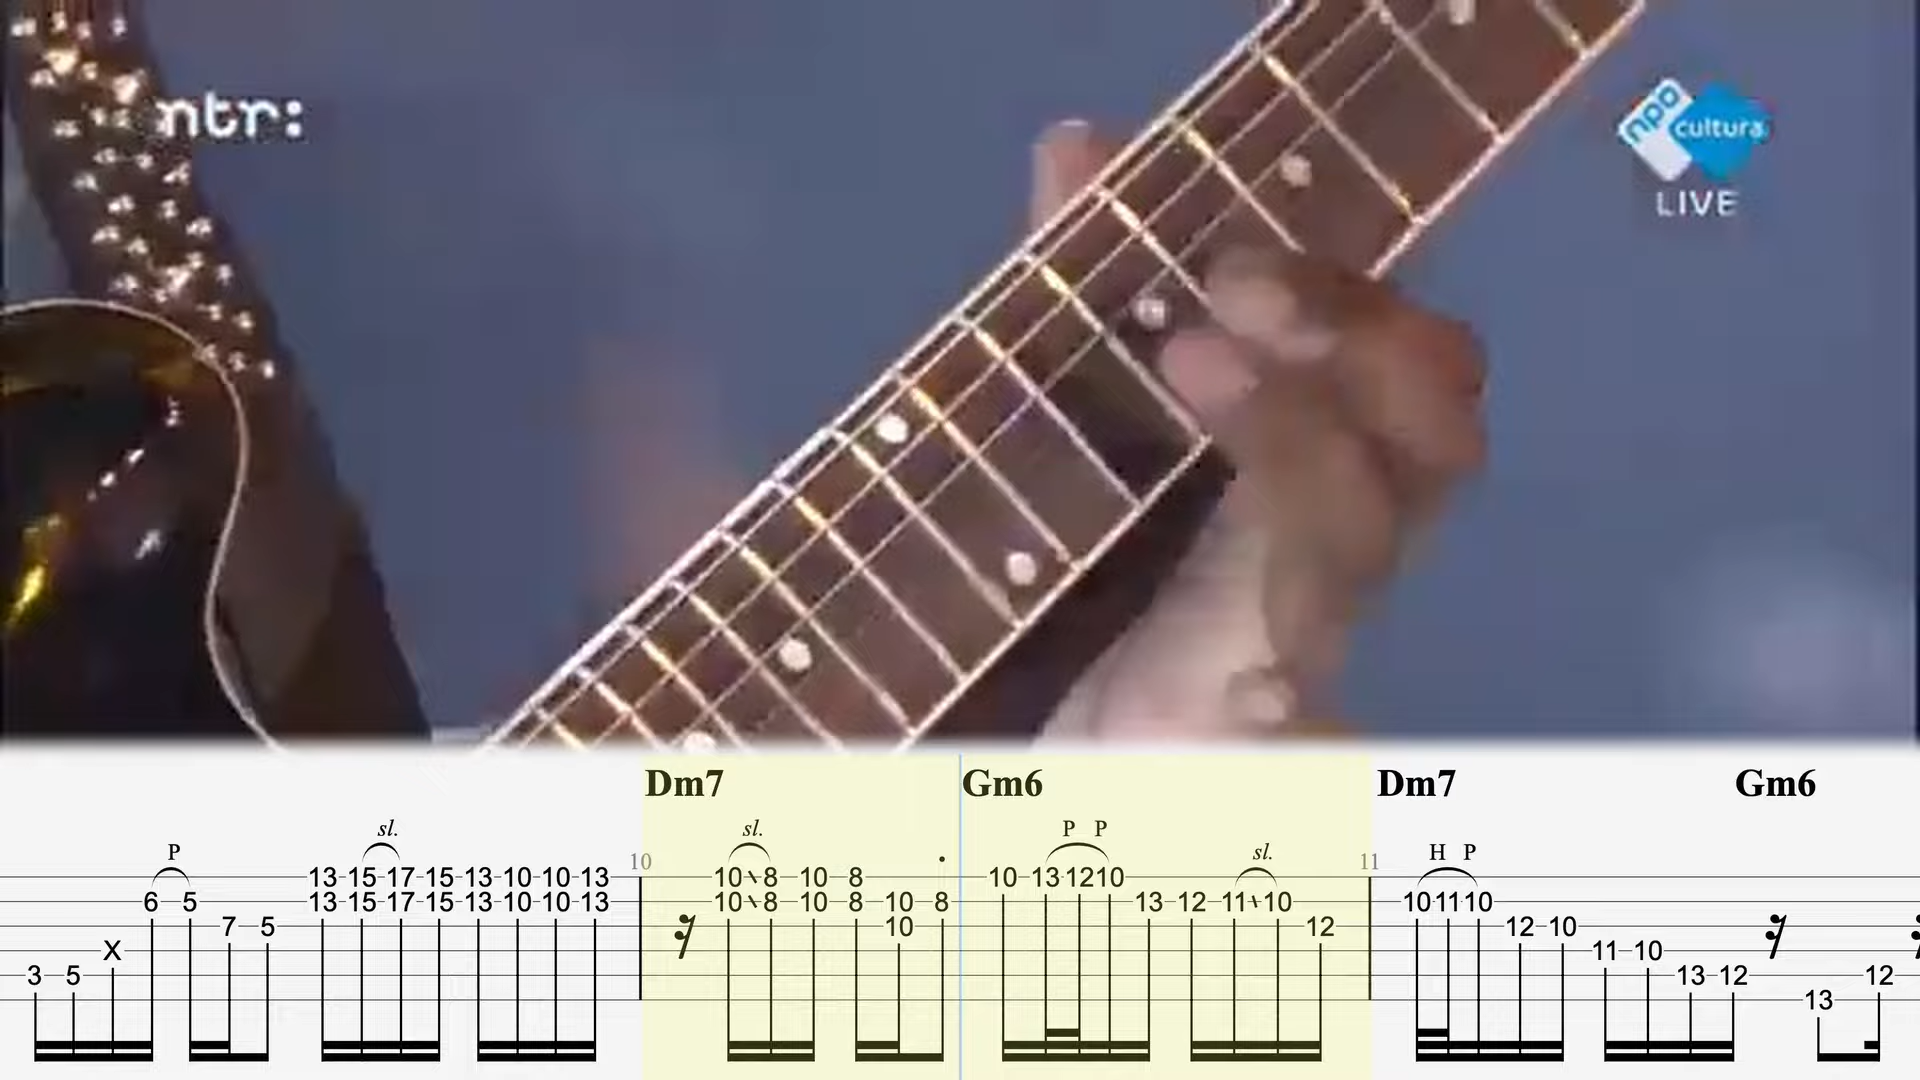 ntr:
npo
cultura
LIVE
Dm7 Gm6 Dm7 Gm6
sl. sl. P P sl. H P
P
10 11
13 15 17 15 13 10 10 13 10 8 10 8 10 13 12 10
6 5 13 15 17 15 13 10 10 13 10 8 10 8 10 8 13 12 11 10 10 11 10
7 5 10 12 12 10
X 11 10
3 5 13 12 12
13